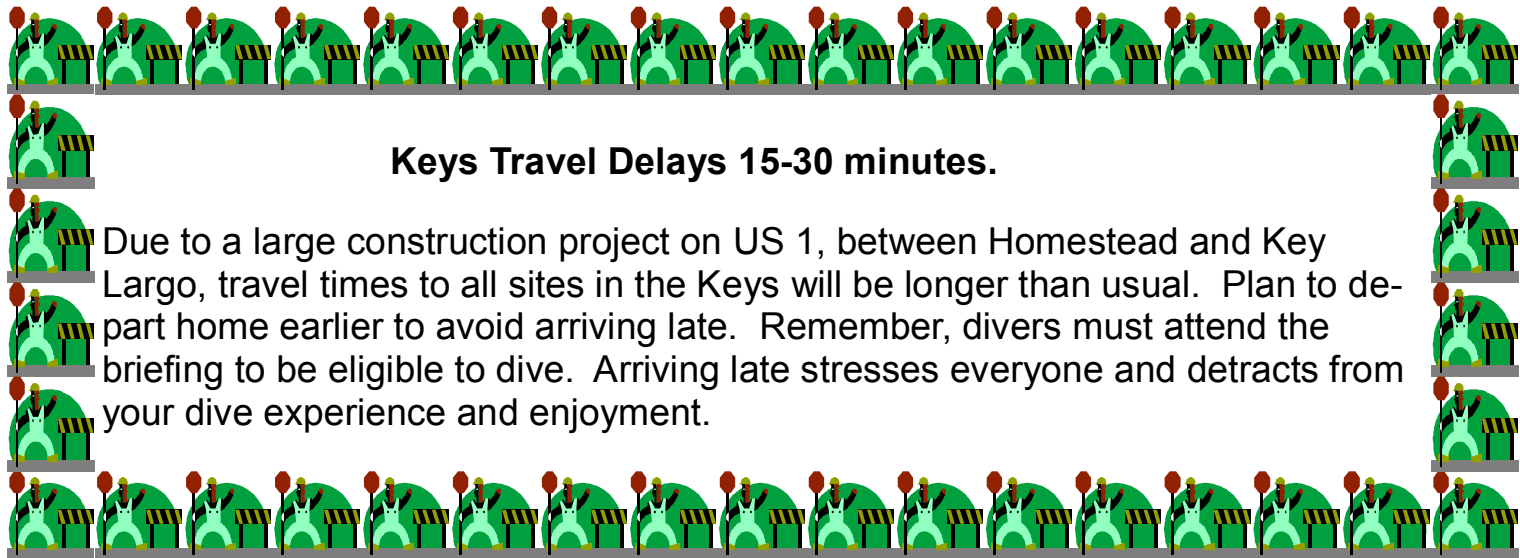 Keys Travel Delays 15-30 minutes.
Due to a large construction project on US 1, between Homestead and Key
Largo, travel times to all sites in the Keys will be longer than usual.  Plan to de-
part home earlier to avoid arriving late.  Remember, divers must attend the
briefing to be eligible to dive.  Arriving late stresses everyone and detracts from
your dive experience and enjoyment.